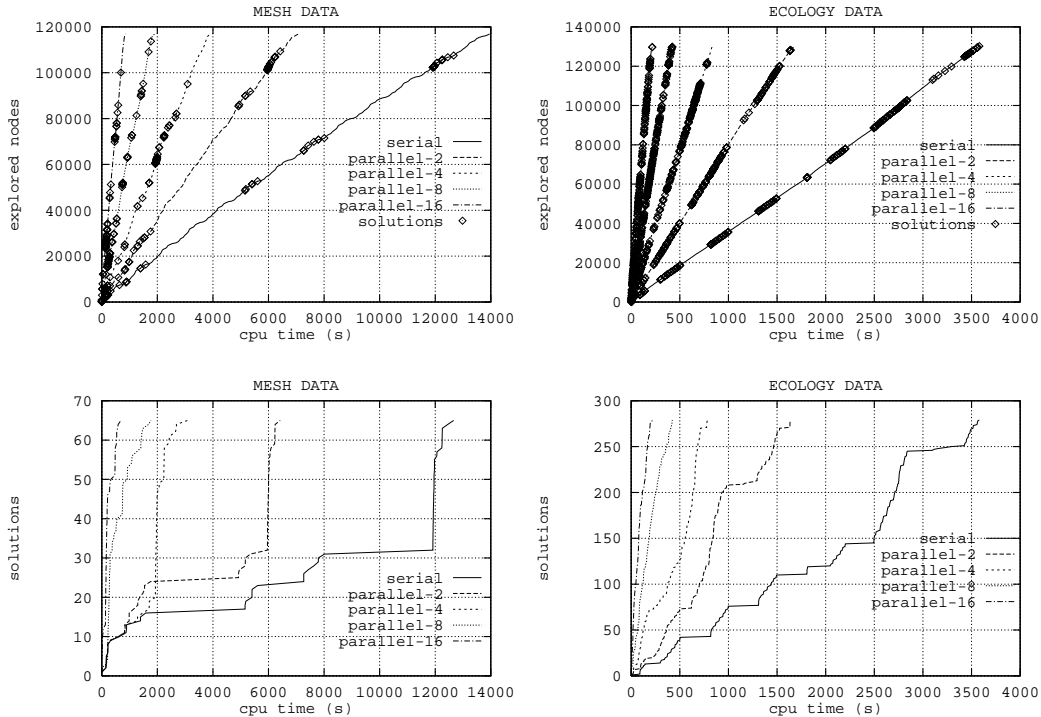 MESH DATA
120000
100000
80000
60000
40000
20000
0
explored nodes
serial
parallel-2
parallel-4
parallel-8
parallel-16
solutions
0 2000 4000 6000 8000 10000 12000 14000
cpu time (s)
ECOLOGY DATA
140000
120000
100000
80000
60000
40000
20000
0
explored nodes
serial
parallel-2
parallel-4
parallel-8
parallel-16
solutions
0 500 1000 1500 2000 2500 3000 3500 4000
cpu time (s)
MESH DATA
70
60
50
40
30
20
10
0
solutions
serial
parallel-2
parallel-4
parallel-8
parallel-16
0 2000 4000 6000 8000 10000 12000 14000
cpu time (s)
ECOLOGY DATA
300
250
200
150
100
50
0
solutions
serial
parallel-2
parallel-4
parallel-8
parallel-16
0 500 1000 1500 2000 2500 3000 3500 4000
cpu time (s)